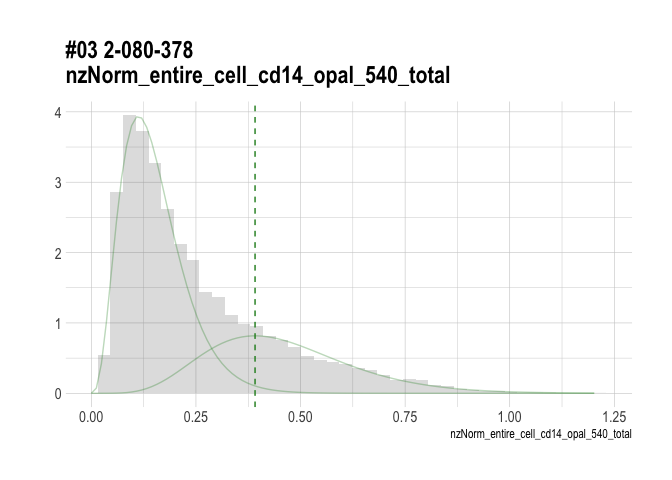 #03 2-080-378
nzNorm_entire_cell_cd14_opal_540_total
4
3
2
1
0
0.00 0.25 0.50 0.75 1.00 1.25
nzNorm_entire_cell_cd14_opal_540_total